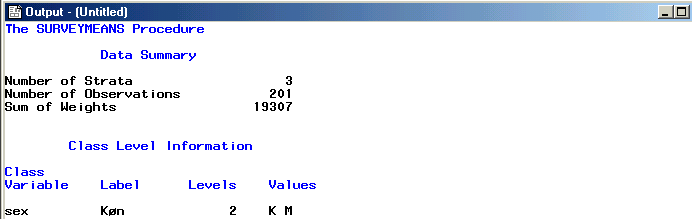 Output - (Untitled)
The SURVEYMEANS Procedure
Data Summary
Number of Strata 3
Number of Observations 201
Sum of Weights 19307
Class Level Information
Class
Variable Label Levels Values
sex Køn 2 K M